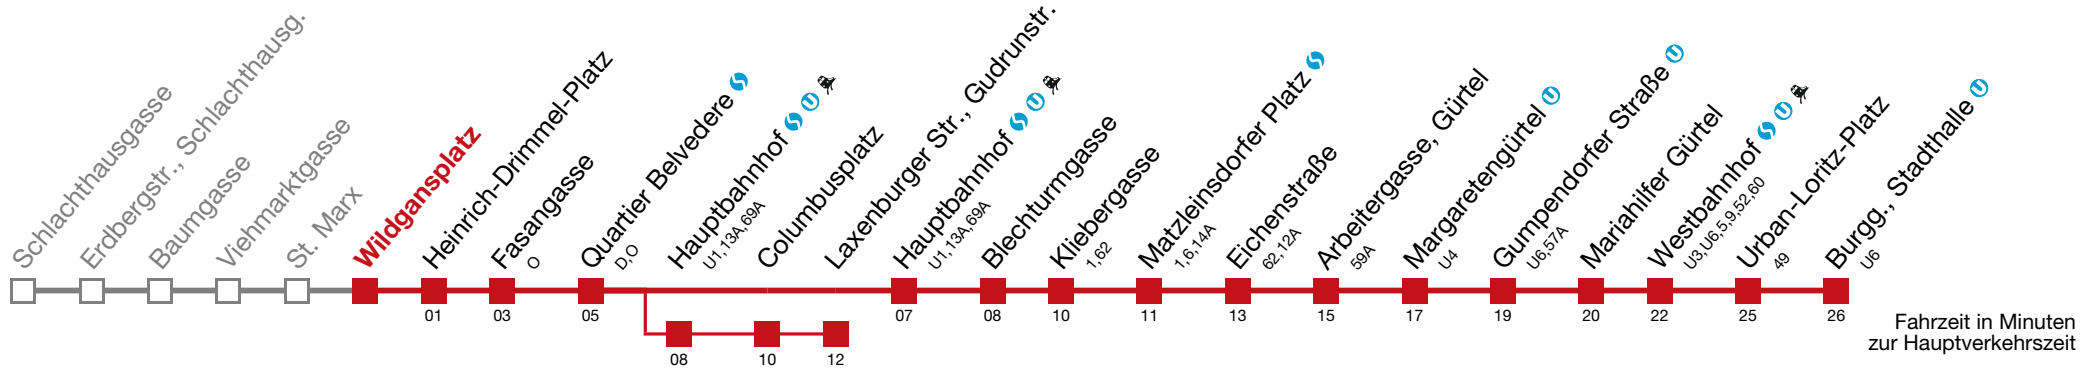 Schlachthausgasse
Erdbergstr., Schlachthausg.
Baumgasse
Viehmarktgasse
St. Marx
Wildgansplatz
Heinrich-Drimmel-Platz
Fasangasse
O
Quartier Belvedere
D,O
Hauptbahnhof
U1,13A,69A
Columbusplatz
Laxenburger Str., Gudrunstr.
Hauptbahnhof
U1,13A,69A
Blechturmgasse
Kliebergasse
1,62
Matzleinsdorfer Platz
1,6,14A
Eichenstraße
62,12A
Arbeitergasse, Gürtel
59A
Margaretengürtel U
U4
Gumpendorfer Straße U
U6,57A
Mariahilfer Gürtel
Westbahnhof
U3,U6,5,9,52,60
Urban-Loritz-Platz
49
Burgg., Stadthalle U
U6
01 03 05 07 08 10 11 13 15 17 19 20 22 25 26
08 10 12
Fahrzeit in Minuten
zur Hauptverkehrszeit